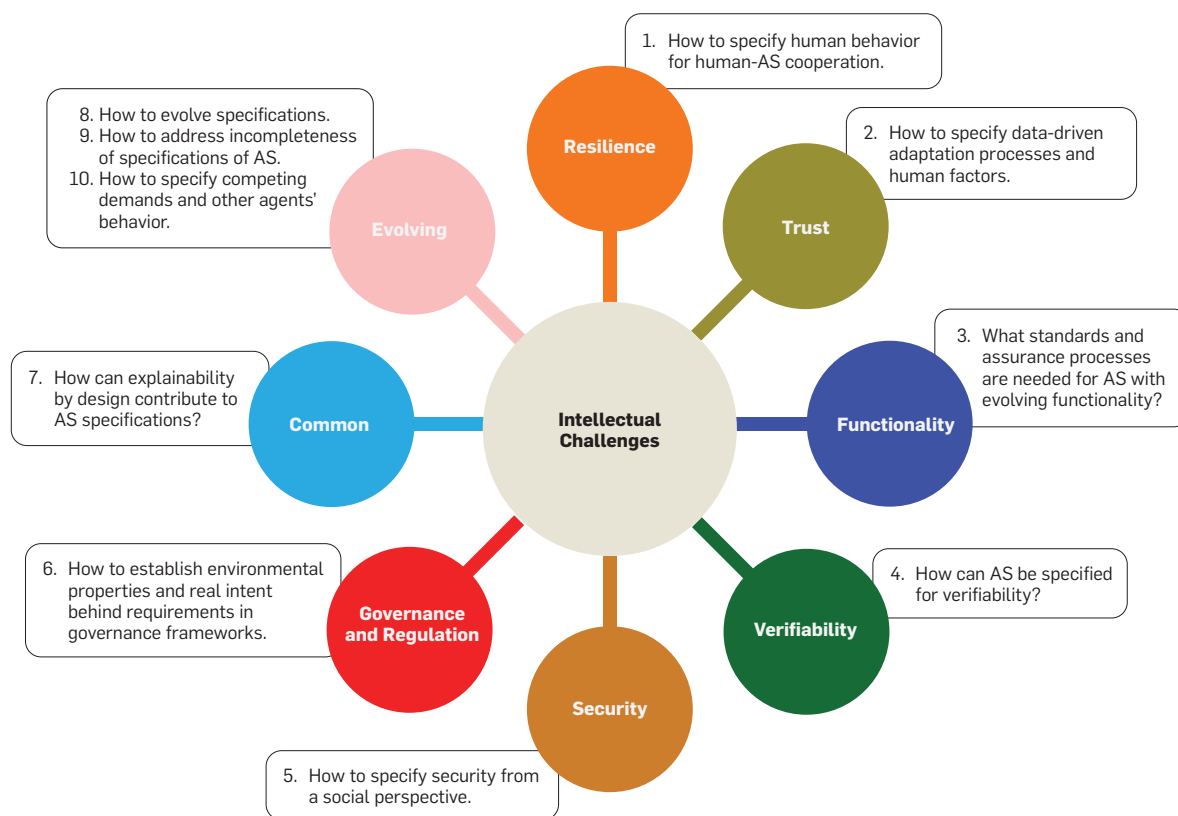 1. How to specify human behavior
for human-AS cooperation.
Resilience
2. How to specify data-driven
adaptation processes and
human factors.
Trust
3. What standards and
assurance processes
are needed for AS with
evolving functionality?
Functionality
4. How can AS be specified
for verifiability?
Verifiability
5. How to specify security from
a social perspective.
Security
6. How to establish environmental
properties and real intent
behind requirements in
governance frameworks.
Governance
and Regulation
7. How can explainability
by design contribute to
AS specifications?
Common
8. How to evolve specifications.
9. How to address incompleteness
of specifications of AS.
10. How to specify competing
demands and other agents'
behavior.
Evolving
Intellectual
Challenges